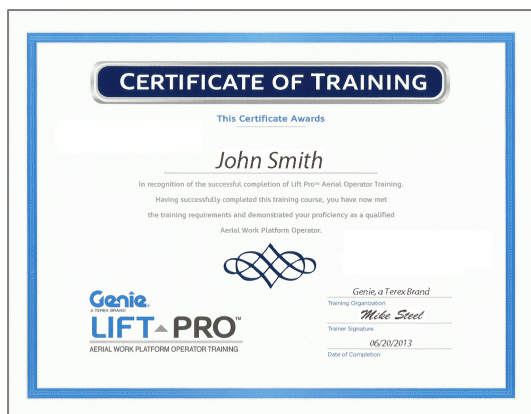 CERTIFICATE OF TRAINING
This Certificate Awards
John Smith
In recognition of the successful completion of Lift Pro™ Aerial Operator Training.
Having successfully completed this training course, you have now met
the training requirements and demonstrated your proficiency as a qualified
Aerial Work Platform Operator.
Genie
A TEREX BRAND
LIFT PRO™
AERIAL WORK PLATFORM OPERATOR TRAINING
Genie, a Terex Brand
Training Organization
Mike Steel
Trainer Signature
06/20/2013
Date of Completion